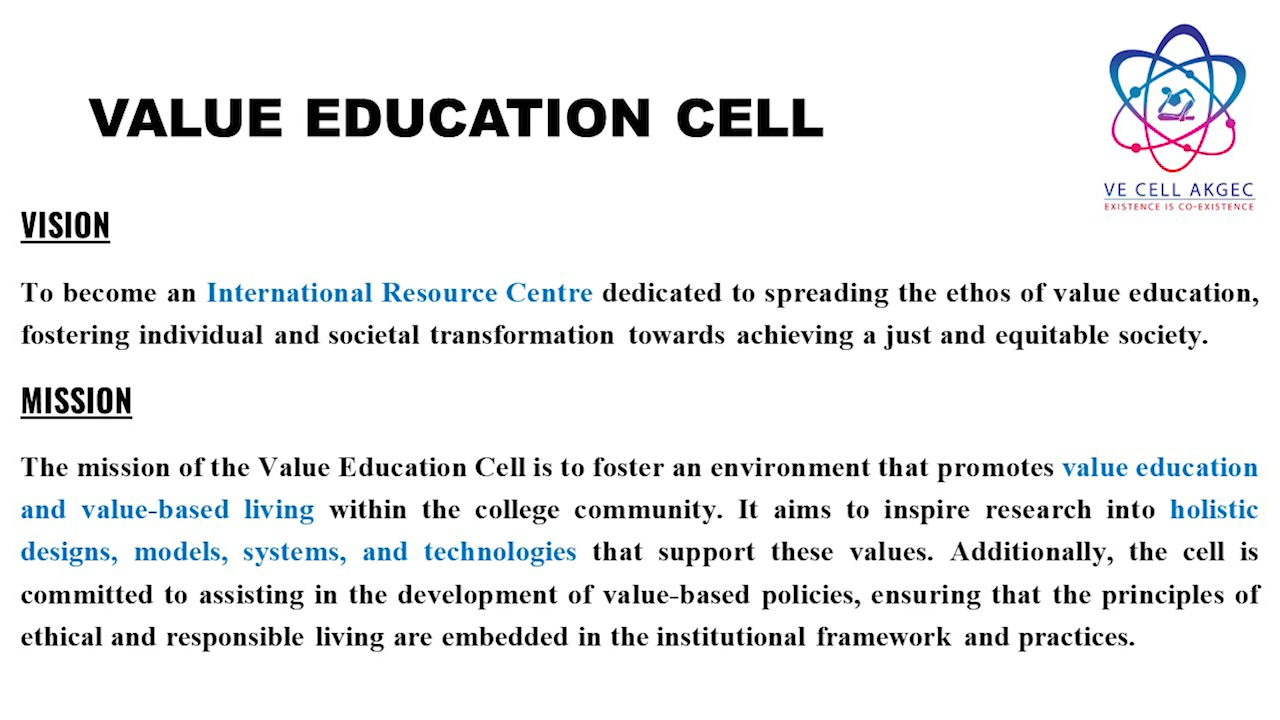 VALUE EDUCATION CELL
VE CELL AKGEC
EXISTENCE IS CO-EXISTENCE
VISION
To become an International Resource Centre dedicated to spreading the ethos of value education,
fostering individual and societal transformation towards achieving a just and equitable society.
MISSION
The mission of the Value Education Cell is to foster an environment that promotes value education
and value-based living within the college community. It aims to inspire research into holistic
designs, models, systems, and technologies that support these values. Additionally, the cell is
committed to assisting in the development of value-based policies, ensuring that the principles of
ethical and responsible living are embedded in the institutional framework and practices.